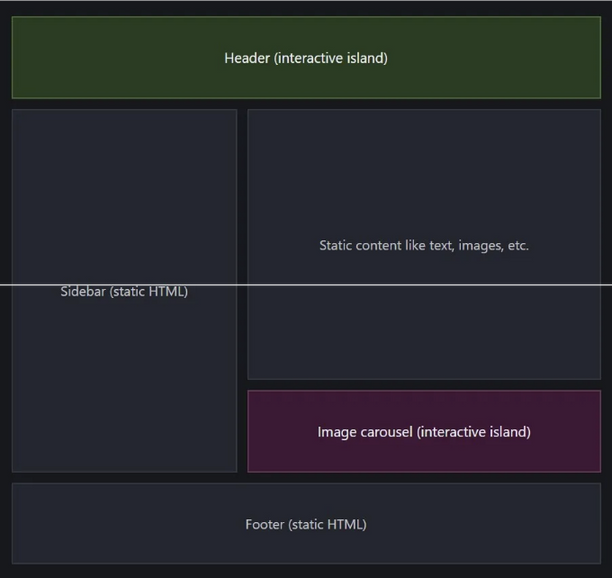 Header (interactive island)
Static content like text, images, etc.
Sidebar (static HTML)
Image carousel (interactive island)
Footer (static HTML)